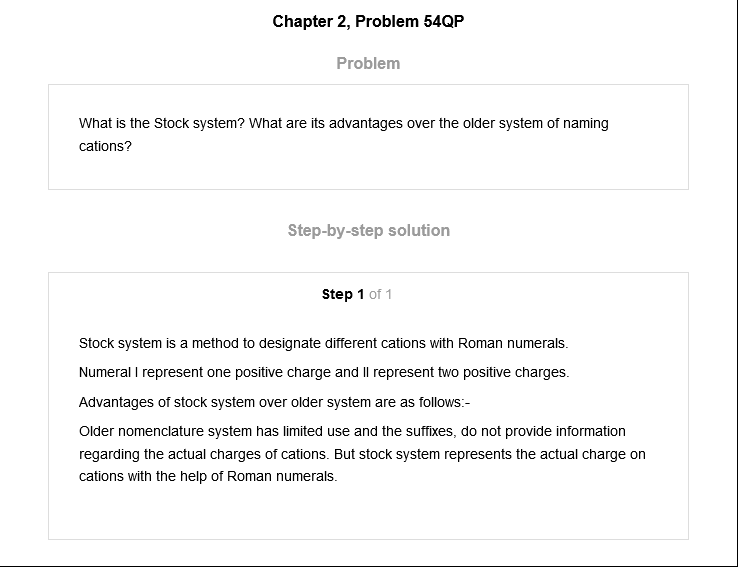 Chapter 2, Problem 54QP
Problem
What is the Stock system? What are its advantages over the older system of naming
cations?
Step-by-step solution
Step 1 of 1
Stock system is a method to designate different cations with Roman numerals.
Numeral I represent one positive charge and II represent two positive charges.
Advantages of stock system over older system are as follows:-
Older nomenclature system has limited use and the suffixes, do not provide information
regarding the actual charges of cations. But stock system represents the actual charge on
cations with the help of Roman numerals.